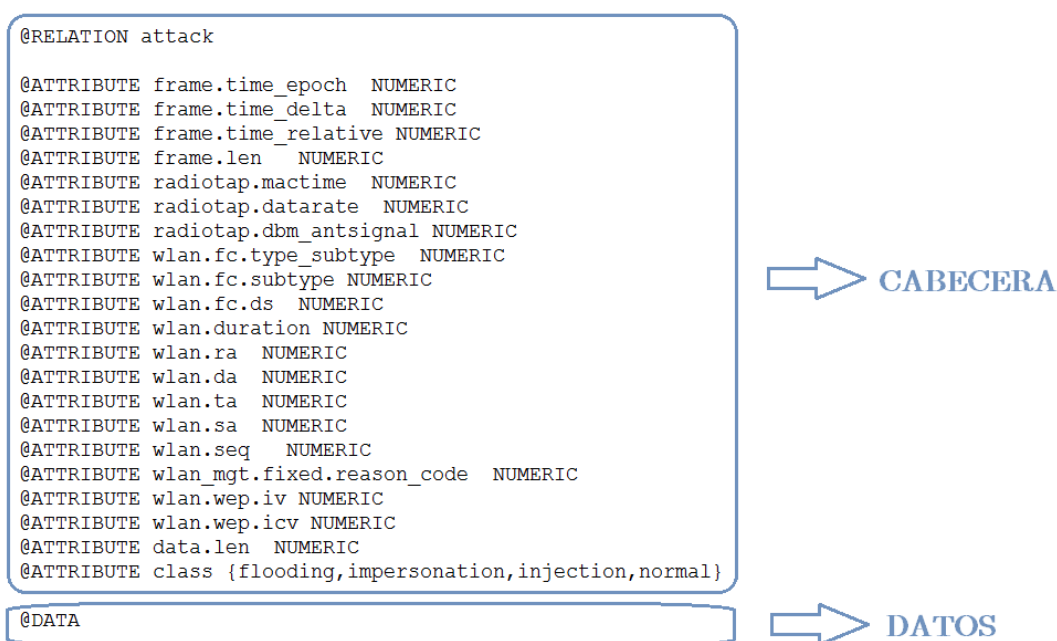 @RELATION attack
@ATTRIBUTE frame.time_epoch  NUMERIC
@ATTRIBUTE frame.time_delta  NUMERIC
@ATTRIBUTE frame.time_relative NUMERIC
@ATTRIBUTE frame.len   NUMERIC
@ATTRIBUTE radiotap.mactime  NUMERIC
@ATTRIBUTE radiotap.datarate  NUMERIC
@ATTRIBUTE radiotap.dbm_antsignal NUMERIC
@ATTRIBUTE wlan.fc.type_subtype  NUMERIC
@ATTRIBUTE wlan.fc.subtype NUMERIC
@ATTRIBUTE wlan.fc.ds  NUMERIC
@ATTRIBUTE wlan.duration NUMERIC
@ATTRIBUTE wlan.ra  NUMERIC
@ATTRIBUTE wlan.da  NUMERIC
@ATTRIBUTE wlan.ta  NUMERIC
@ATTRIBUTE wlan.sa  NUMERIC
@ATTRIBUTE wlan.seq   NUMERIC
@ATTRIBUTE wlan_mgt.fixed.reason_code  NUMERIC
@ATTRIBUTE wlan.wep.iv NUMERIC
@ATTRIBUTE wlan.wep.icv NUMERIC
@ATTRIBUTE data.len  NUMERIC
@ATTRIBUTE class {flooding,impersonation,injection,normal}
CABECERA
@DATA
DATOS